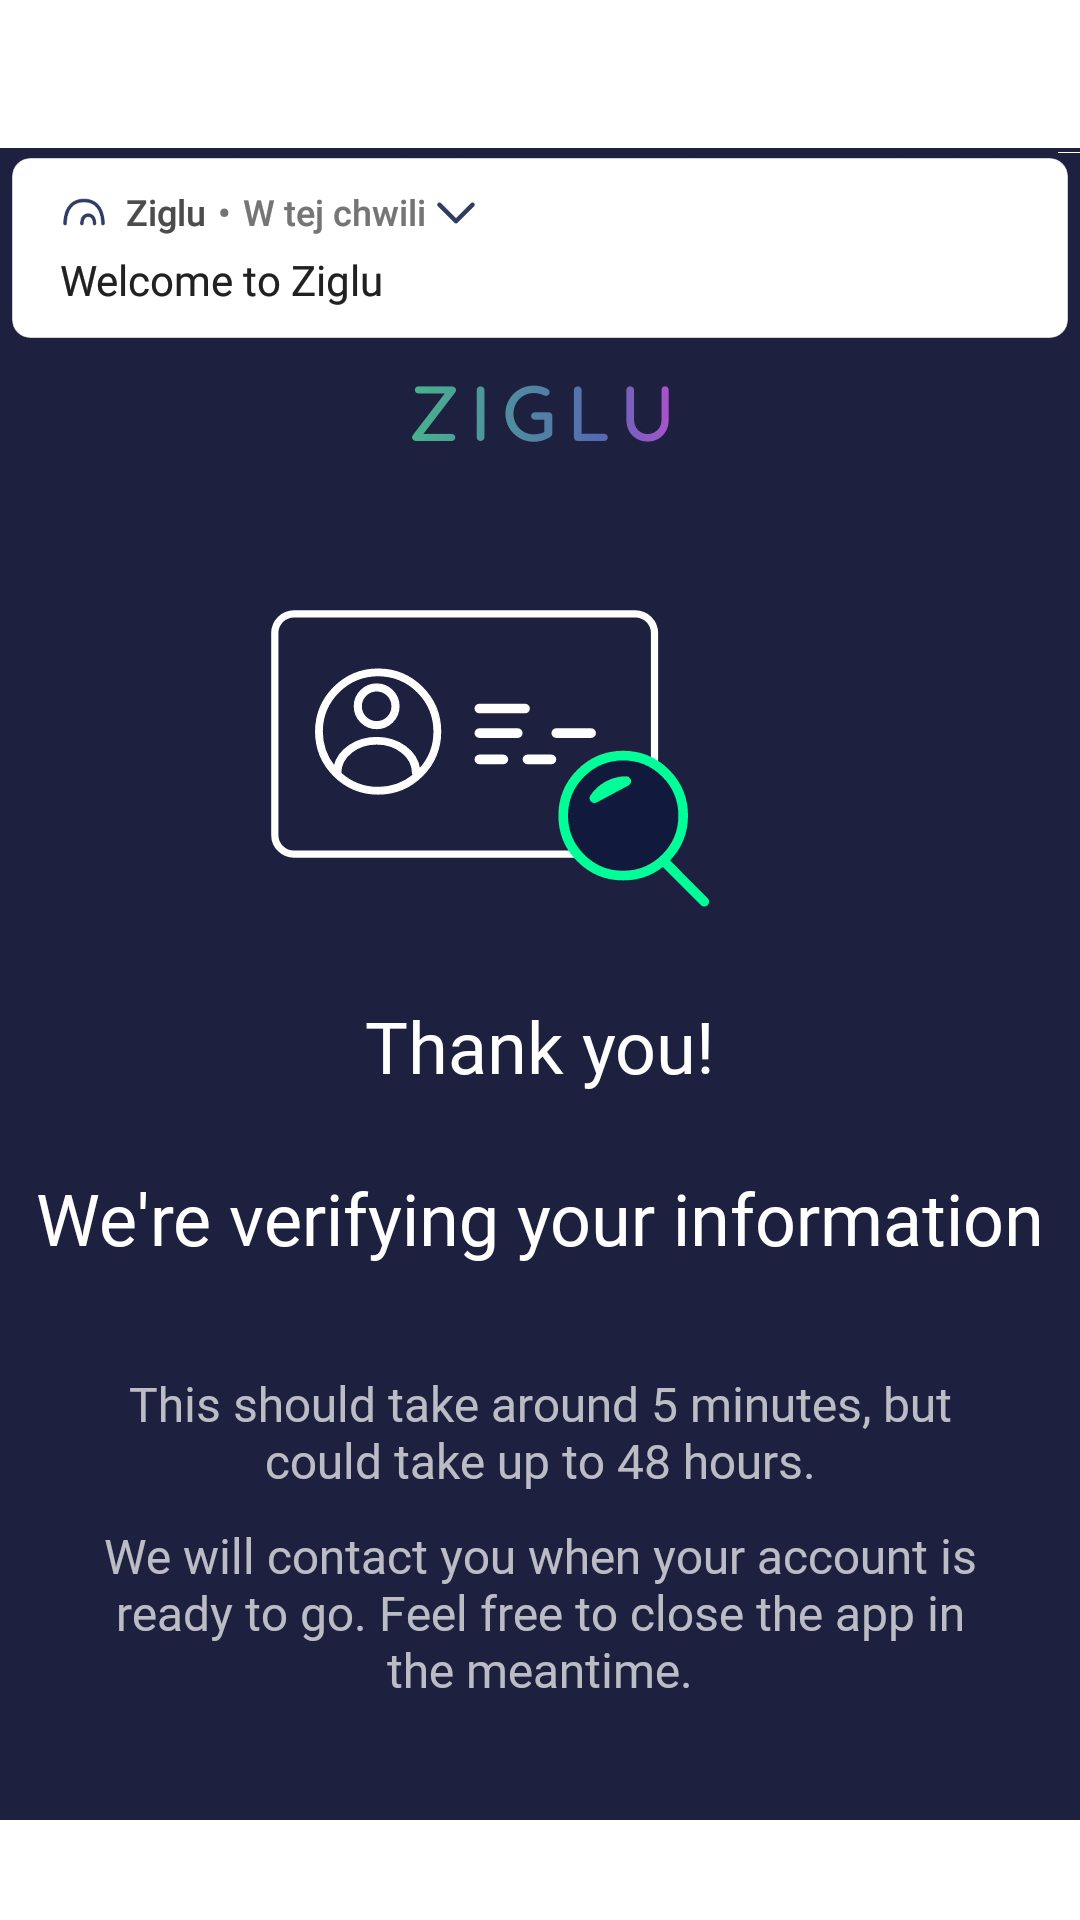 Ziglu • W tej chwili
Welcome to Ziglu
ZIGLU
Thank you!
We're verifying your information
This should take around 5 minutes, but
could take up to 48 hours.
We will contact you when your account is
ready to go. Feel free to close the app in
the meantime.